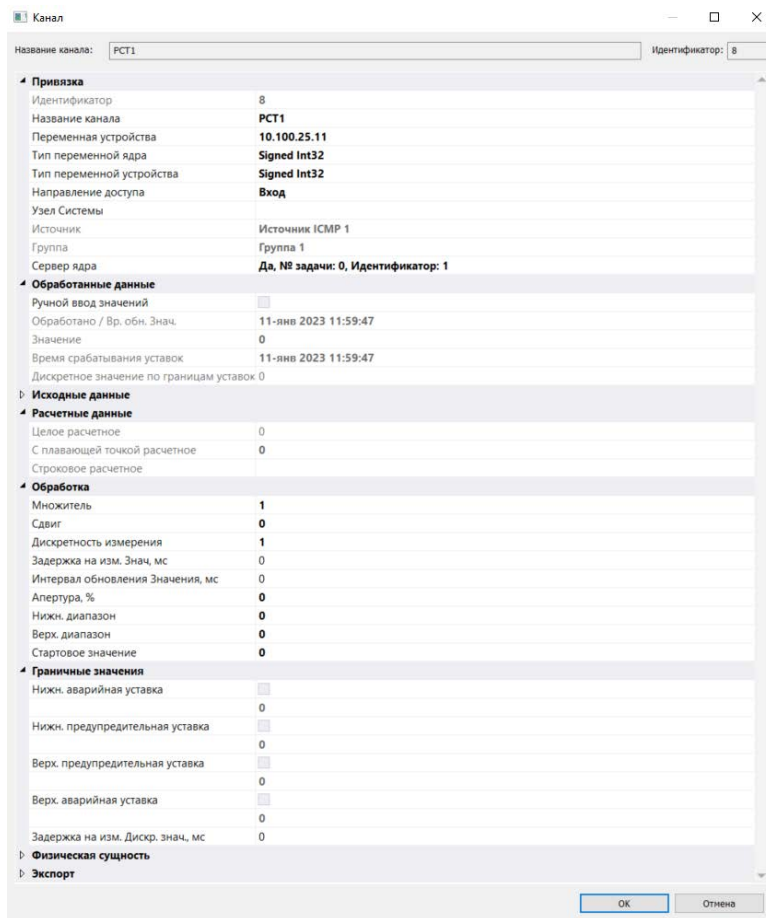 Канал
Название канала: PCT1 Идентификатор: 8
Привязка
Идентификатор 8
Название канала PCT1
Переменная устройства 10.100.25.11
Тип переменной ядра Signed Int32
Тип переменной устройства Signed Int32
Направление доступа Вход
Узел Системы
Источник Источник ICMP 1
Группа Группа 1
Сервер ядра Да, № задачи: 0, Идентификатор: 1
Обработанные данные
Ручной ввод значений
Обработано / Вр. обн. Знач. 11-янв 2023 11:59:47
Значение 0
Время срабатывания уставок 11-янв 2023 11:59:47
Дискретное значение по границам уставок 0
Исходные данные
Расчетные данные
Целое расчетное 0
С плавающей точкой расчетное 0
Строковое расчетное
Обработка
Множитель 1
Сдвиг 0
Дискретность измерения 1
Задержка на изм. Знач, мс 0
Интервал обновления Значения, мс 0
Апертура, % 0
Нижн. диапазон 0
Верх. диапазон 0
Стартовое значение 0
Граничные значения
Нижн. аварийная уставка
0
Нижн. предупредительная уставка
0
Верх. предупредительная уставка
0
Верх. аварийная уставка
0
Задержка на изм. Дискр. знач., мс 0
Физическая сущность
Экспорт
ОК Отмена